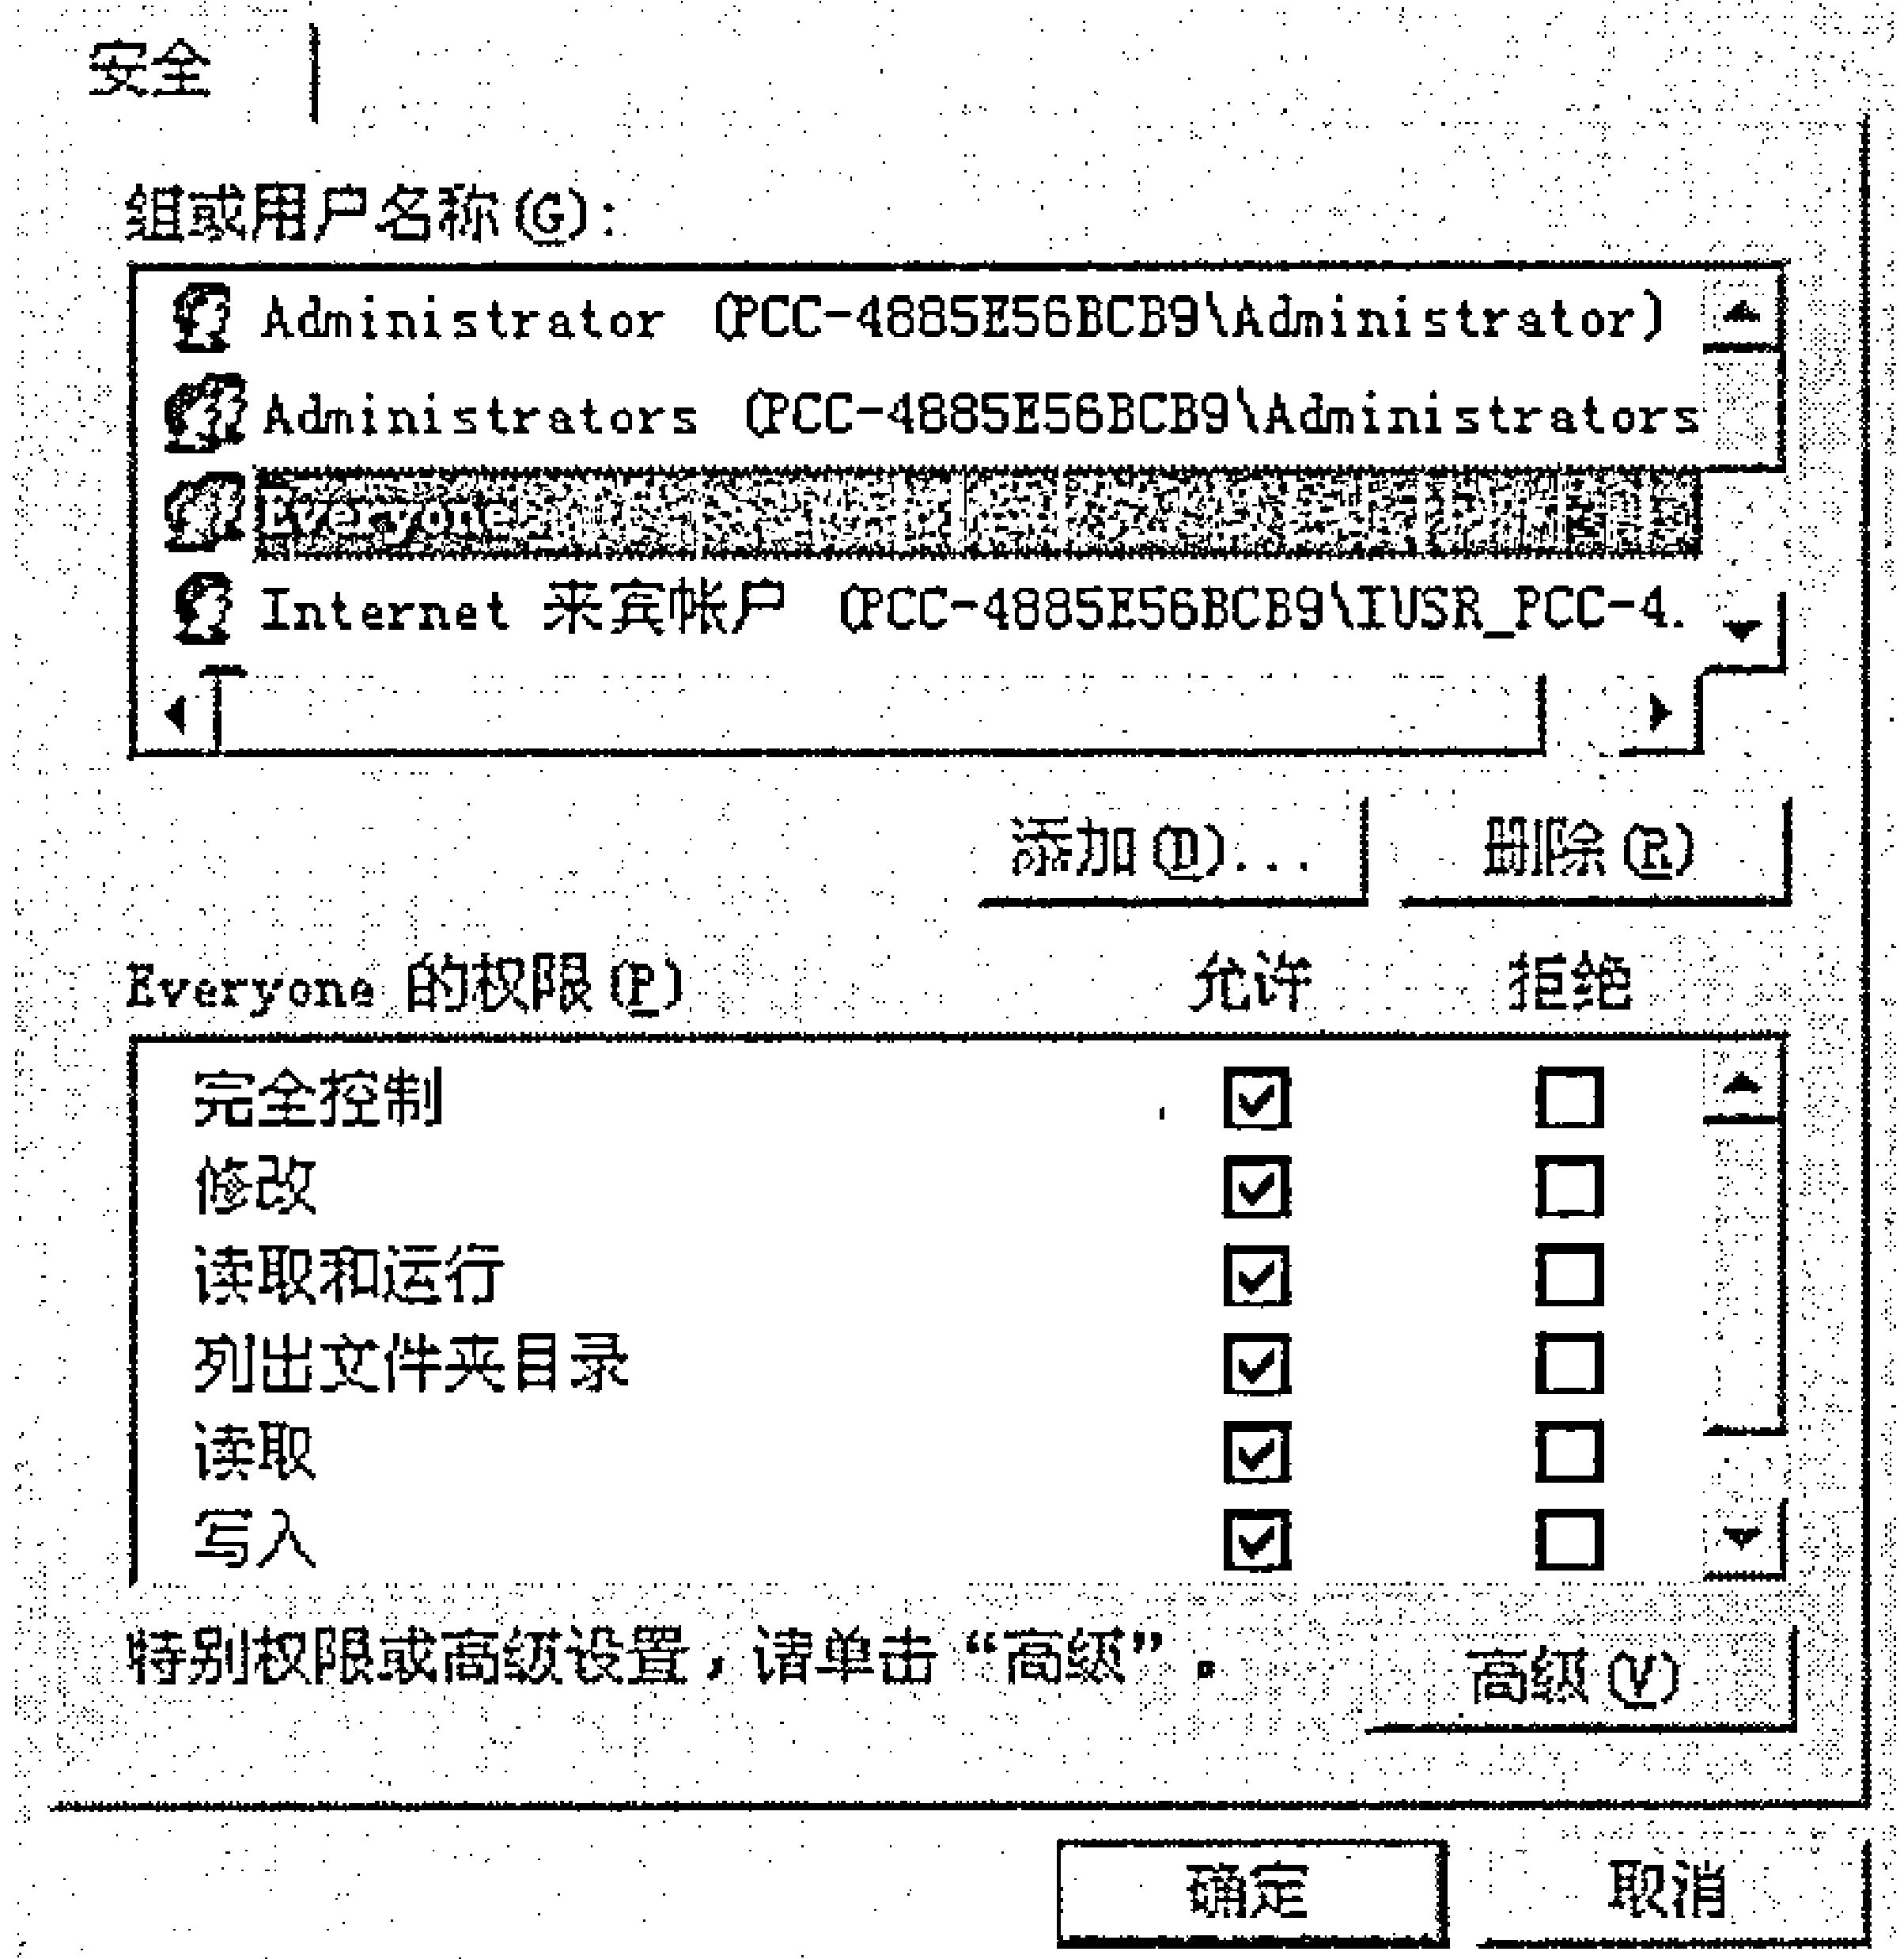 安全
组或用户名称(G):
Administrator (PCC-4885E56BCB9\Administrator)
Administrators (PCC-4885E56BCB9\Administrators
Everyone
Internet 来宾帐户 (PCC-4885E56BCB9\IUSR_PCC-4.
添加(D)... 删除(R)
Everyone 的权限(P) 允许 拒绝
完全控制
修改
读取和运行
列出文件夹目录
读取
写入
特别权限或高级设置，请单击“高级”。 高级(V)
确定 取消